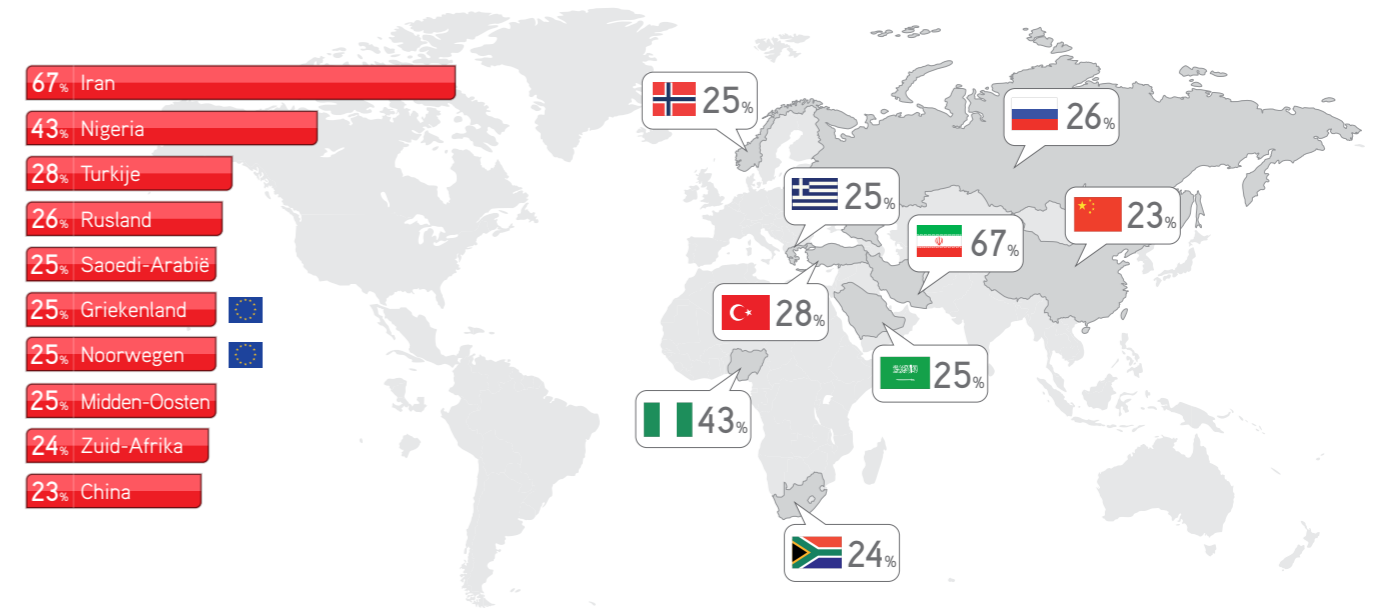 67% Iran
43% Nigeria
28% Turkije
26% Rusland
25% Saoedi-Arabië
25% Griekenland
25% Noorwegen
25% Midden-Oosten
24% Zuid-Afrika
23% China
25%
26%
25%
23%
67%
28%
25%
43%
24%